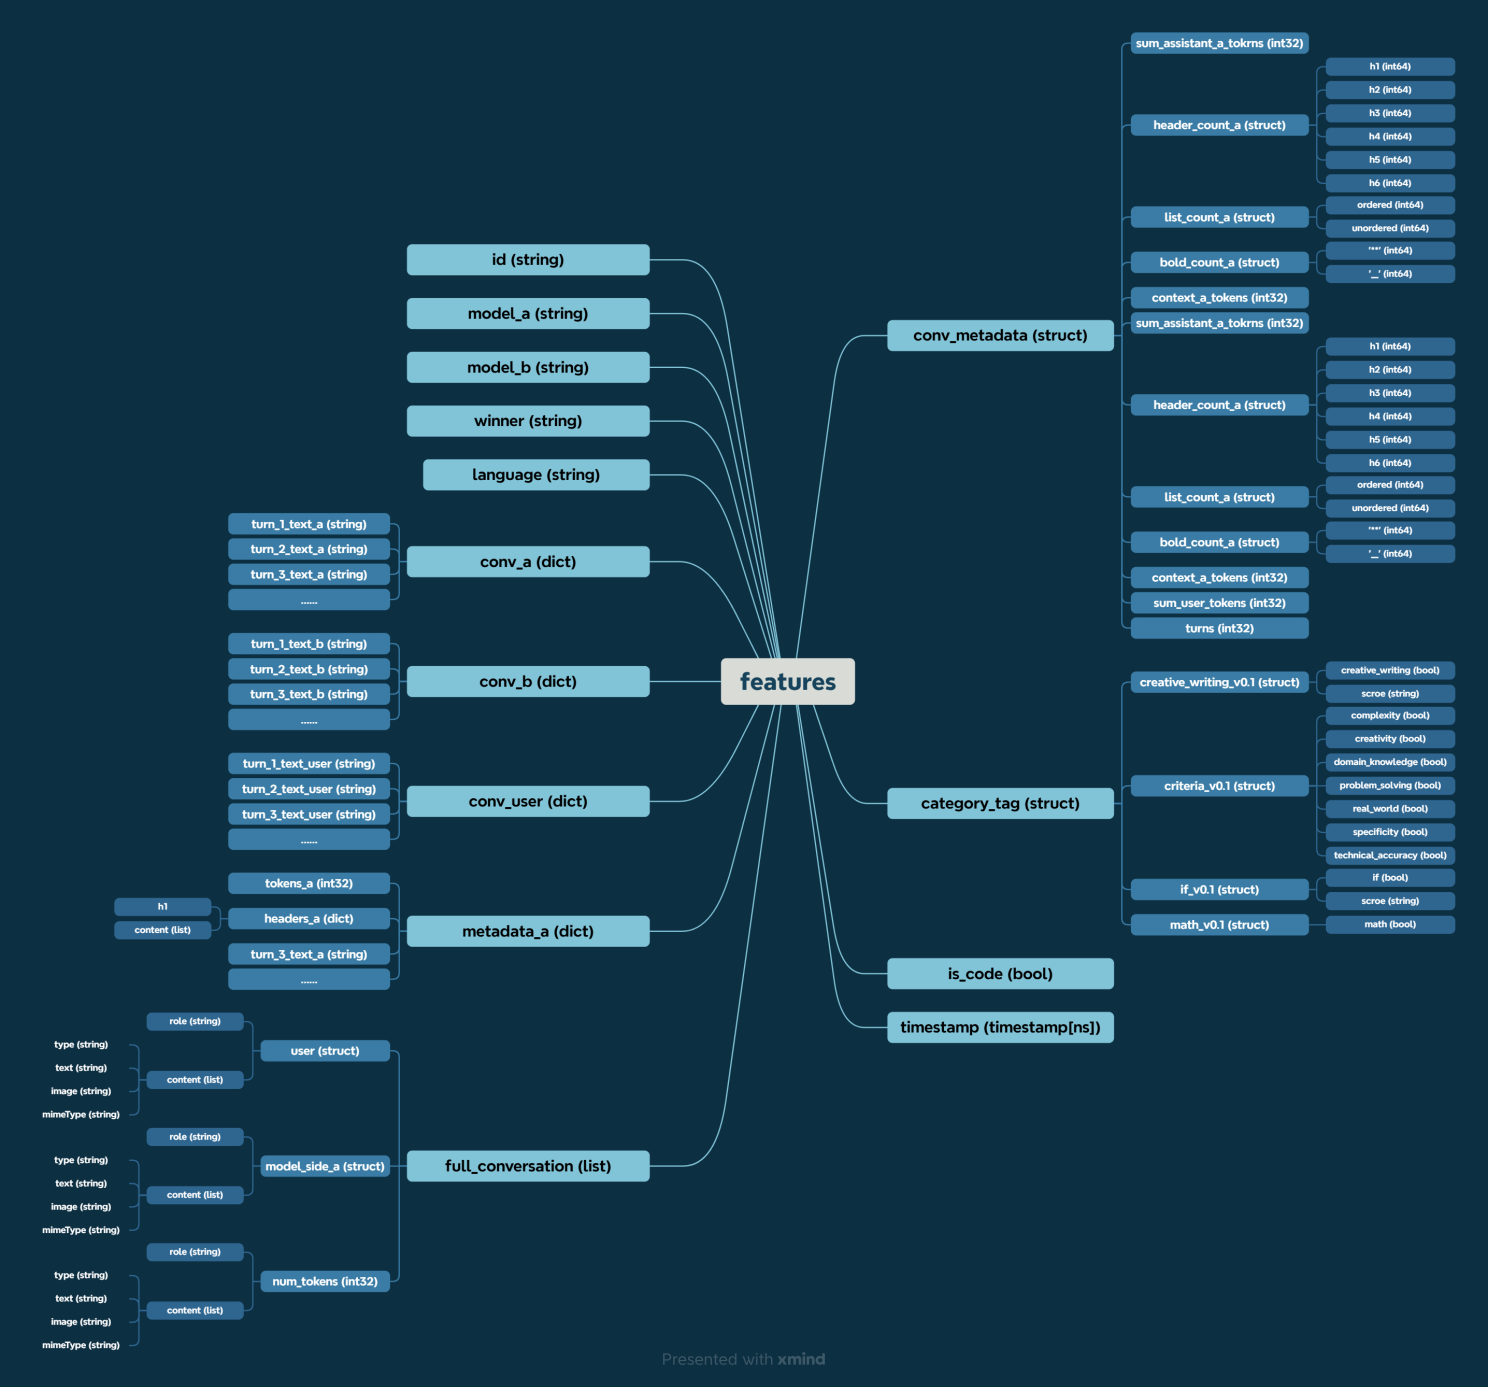 features
id (string)
model_a (string)
model_b (string)
winner (string)
language (string)
conv_a (dict)
turn_1_text_a (string)
turn_2_text_a (string)
turn_3_text_a (string)
......
conv_b (dict)
turn_1_text_b (string)
turn_2_text_b (string)
turn_3_text_b (string)
......
conv_user (dict)
turn_1_text_user (string)
turn_2_text_user (string)
turn_3_text_user (string)
......
metadata_a (dict)
tokens_a (int32)
headers_a (dict)
h1
content (list)
turn_3_text_a (string)
......
full_conversation (list)
user (struct)
role (string)
content (list)
type (string)
text (string)
image (string)
mimeType (string)
model_side_a (struct)
role (string)
content (list)
type (string)
text (string)
image (string)
mimeType (string)
num_tokens (int32)
role (string)
content (list)
type (string)
text (string)
image (string)
mimeType (string)
conv_metadata (struct)
sum_assistant_a_tokrns (int32)
header_count_a (struct)
h1 (int64)
h2 (int64)
h3 (int64)
h4 (int64)
h5 (int64)
h6 (int64)
list_count_a (struct)
ordered (int64)
unordered (int64)
bold_count_a (struct)
'**' (int64)
'__' (int64)
context_a_tokens (int32)
sum_assistant_a_tokrns (int32)
header_count_a (struct)
h1 (int64)
h2 (int64)
h3 (int64)
h4 (int64)
h5 (int64)
h6 (int64)
list_count_a (struct)
ordered (int64)
unordered (int64)
bold_count_a (struct)
'**' (int64)
'__' (int64)
context_a_tokens (int32)
sum_user_tokens (int32)
turns (int32)
category_tag (struct)
creative_writing_v0.1 (struct)
creative_writing (bool)
scroe (string)
criteria_v0.1 (struct)
complexity (bool)
creativity (bool)
domain_knowledge (bool)
problem_solving (bool)
real_world (bool)
specificity (bool)
technical_accuracy (bool)
if_v0.1 (struct)
if (bool)
scroe (string)
math_v0.1 (struct)
math (bool)
is_code (bool)
timestamp (timestamp[ns])
Presented with xmind